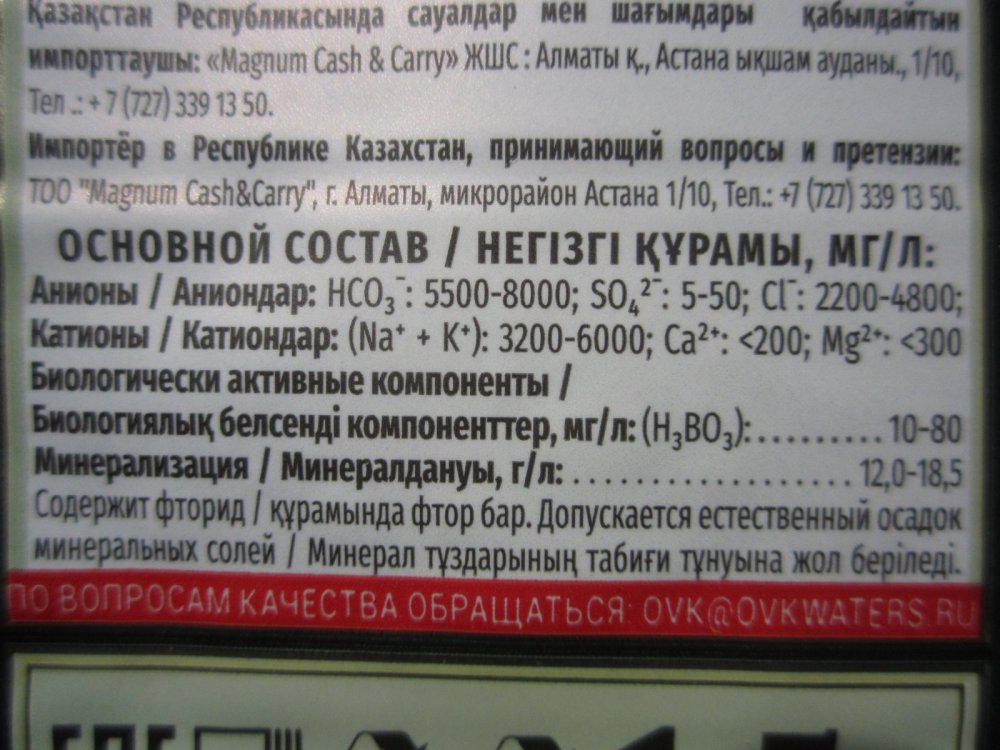 Қазақстан Республикасында сауалдар мен шағымдары қабылдайтын
импорттаушы: «Magnum Cash & Carry» ЖШС : Алматы қ., Астана ықшам ауданы., 1/10,
Тел .: + 7 (727) 339 13 50.
Импортёр в Республике Казахстан, принимающий вопросы и претензии:
ТОО "Magnum Cash&Carry", г. Алматы, микрорайон Астана 1/10, Тел.: +7 (727) 339 13 50.
ОСНОВНОЙ СОСТАВ / НЕГІЗГІ ҚҰРАМЫ, МГ/Л:
Анионы / Аниондар: HCO₃⁻: 5500-8000; SO₄²⁻: 5-50; Cl⁻: 2200-4800;
Катионы / Катиондар: (Na⁺ + K⁺): 3200-6000; Ca²⁺: <200; Mg²⁺: <300
Биологически активные компоненты /
Биологиялық белсенді компоненттер, мг/л: (H₃BO₃):.......... 10-80
Минерализация / Минералдануы, г/л: .................... 12,0-18,5
Содержит фторид / құрамында фтор бар. Допускается естественный осадок
минеральных солей / Минерал тұздарының табиғи тұнуына жол беріледі.
ПО ВОПРОСАМ КАЧЕСТВА ОБРАЩАТЬСЯ: OVK@OVKWATERS.RU